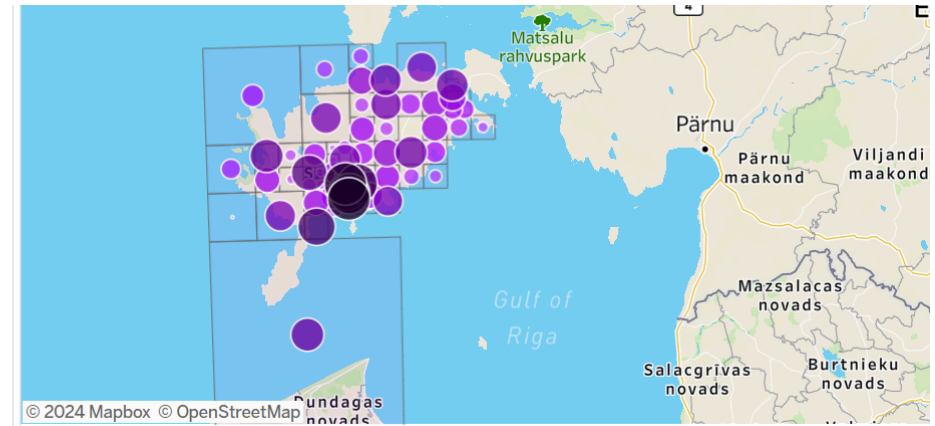 4
E
Matsalu
rahvuspark
Pärnu
Pärnu
maakond
Viljandi
maakond
Gulf of
Riga
Mazsalacas
novads
Salacgrīvas
novads
Burtnieku
novads
© 2024 Mapbox © OpenStreetMap
Dundagas
novads